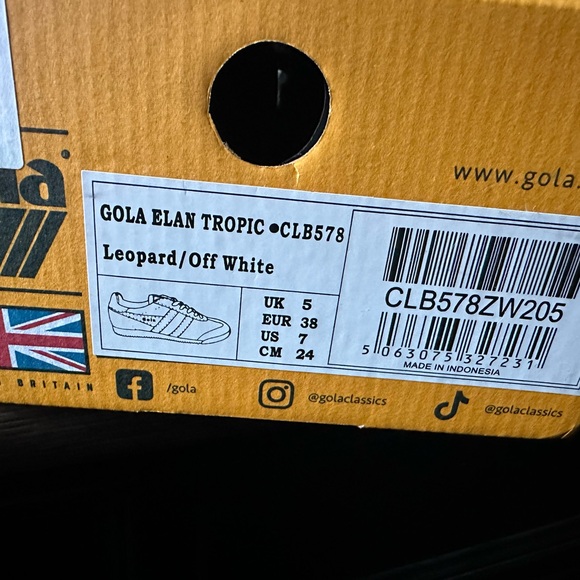 www.gola.
GOLA ELAN TROPIC •CLB578
Leopard/Off White
UK 5
EUR 38
US 7
CM 24
CLB578ZW205
5 063075 327231
MADE IN INDONESIA
BRITAIN
/gola
@golaclassics
@golaclassics